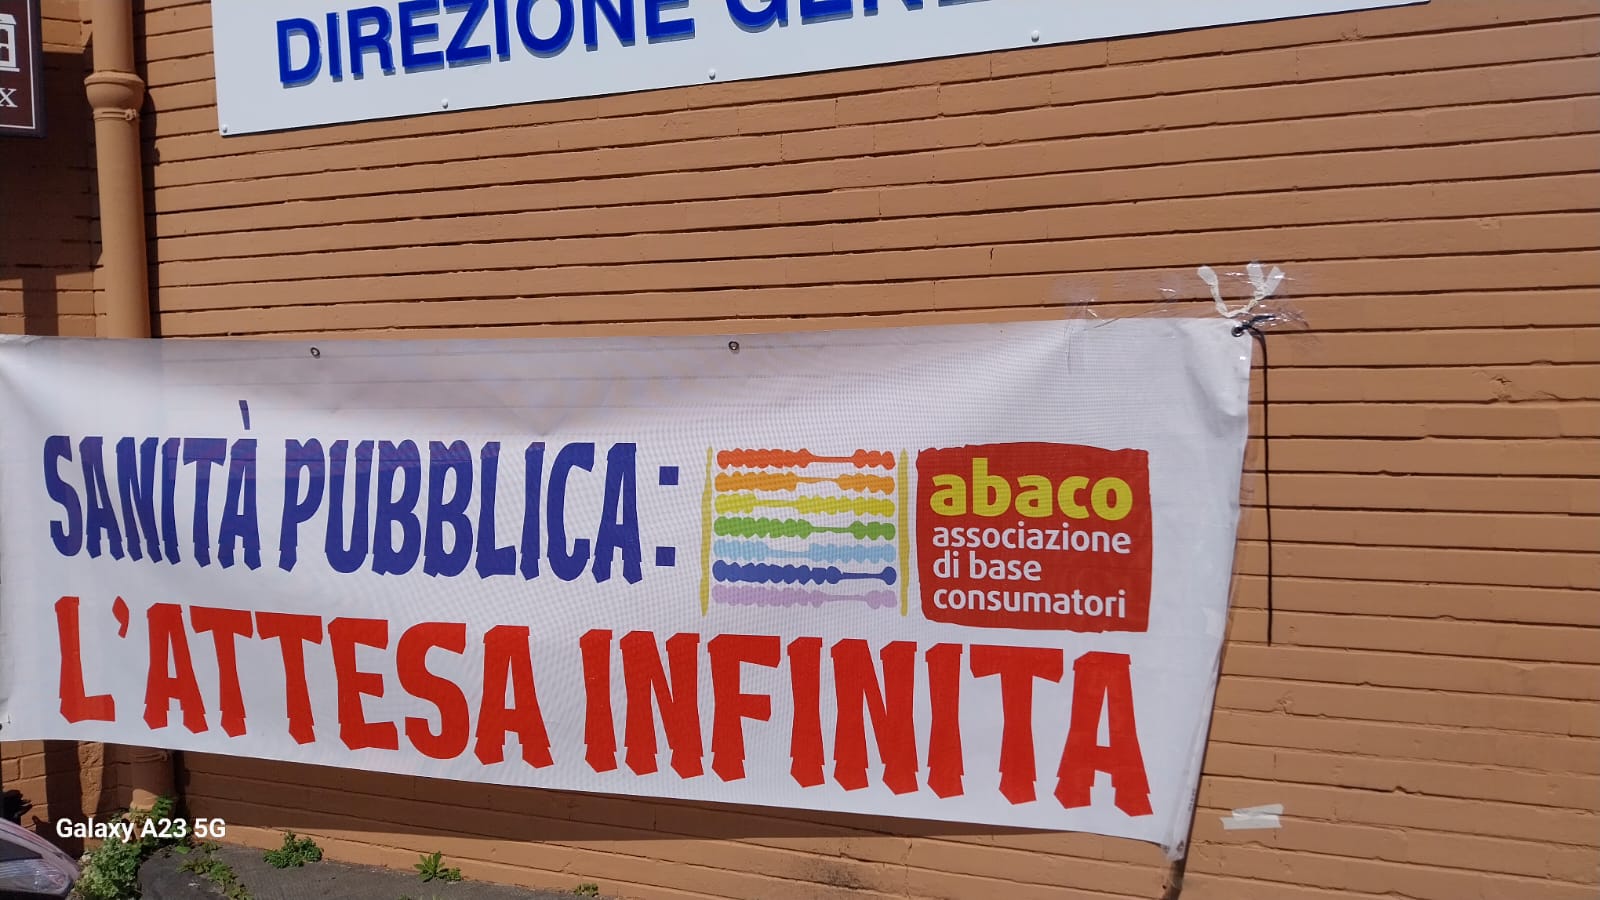 DIREZIONE
X
SANITÀ PUBBLICA:
abaco
associazione
di base
consumatori
L'ATTESA INFINITA
Galaxy A23 5G